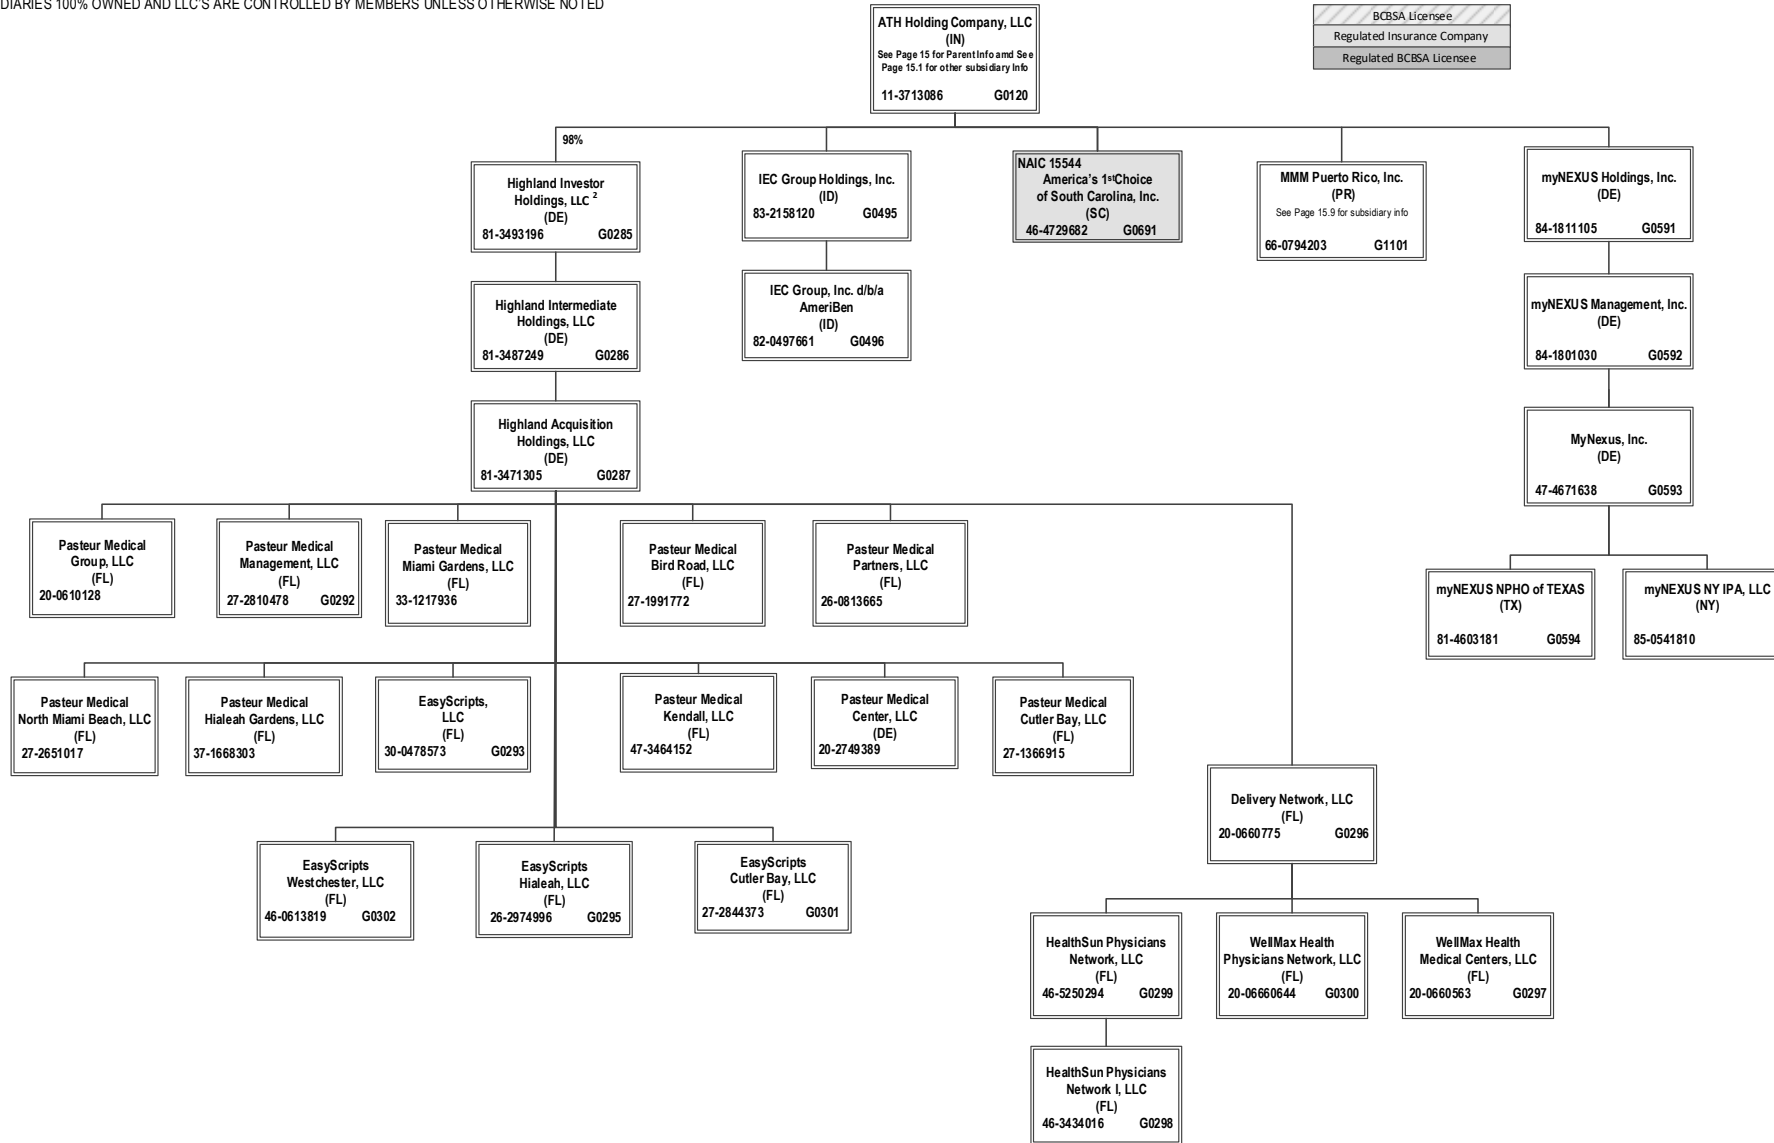 DIARIES 100% OWNED AND LLC'S ARE CONTROLLED BY MEMBERS UNLESS OTHERWISE NOTED
ATH Holding Company, LLC
(IN)
See Page 15 for Parent Info amd See
Page 15.1 for other subsidiary Info
11-3713086 G0120
BCBSA Licensee
Regulated Insurance Company
Regulated BCBSA Licensee
98%
Highland Investor
Holdings, LLC 2
(DE)
81-3493196 G0285
IEC Group Holdings, Inc.
(ID)
83-2158120 G0495
NAIC 15544
America's 1st Choice
of South Carolina, Inc.
(SC)
46-4729682 G0691
MMM Puerto Rico, Inc.
(PR)
See Page 15.9 for subsidiary info
66-0794203 G1101
myNEXUS Holdings, Inc.
(DE)
84-1811105 G0591
Highland Intermediate
Holdings, LLC
(DE)
81-3487249 G0286
IEC Group, Inc. d/b/a
AmeriBen
(ID)
82-0497661 G0496
myNEXUS Management, Inc.
(DE)
84-1801030 G0592
Highland Acquisition
Holdings, LLC
(DE)
81-3471305 G0287
MyNexus, Inc.
(DE)
47-4671638 G0593
Pasteur Medical
Group, LLC
(FL)
20-0610128
Pasteur Medical
Management, LLC
(FL)
27-2810478 G0292
Pasteur Medical
Miami Gardens, LLC
(FL)
33-1217936
Pasteur Medical
Bird Road, LLC
(FL)
27-1991772
Pasteur Medical
Partners, LLC
(FL)
26-0813665
myNEXUS NPHO of TEXAS
(TX)
81-4603181 G0594
myNEXUS NY IPA, LLC
(NY)
85-0541810
Pasteur Medical
North Miami Beach, LLC
(FL)
27-2651017
Pasteur Medical
Hialeah Gardens, LLC
(FL)
37-1668303
EasyScripts,
LLC
(FL)
30-0478573 G0293
Pasteur Medical
Kendall, LLC
(FL)
47-3464152
Pasteur Medical
Center, LLC
(DE)
20-2749389
Pasteur Medical
Cutler Bay, LLC
(FL)
27-1366915
Delivery Network, LLC
(FL)
20-0660775 G0296
EasyScripts
Westchester, LLC
(FL)
46-0613819 G0302
EasyScripts
Hialeah, LLC
(FL)
26-2974996 G0295
EasyScripts
Cutler Bay, LLC
(FL)
27-2844373 G0301
HealthSun Physicians
Network, LLC
(FL)
46-5250294 G0299
WellMax Health
Physicians Network, LLC
(FL)
20-06660644 G0300
WellMax Health
Medical Centers, LLC
(FL)
20-0660563 G0297
HealthSun Physicians
Network I, LLC
(FL)
46-3434016 G0298